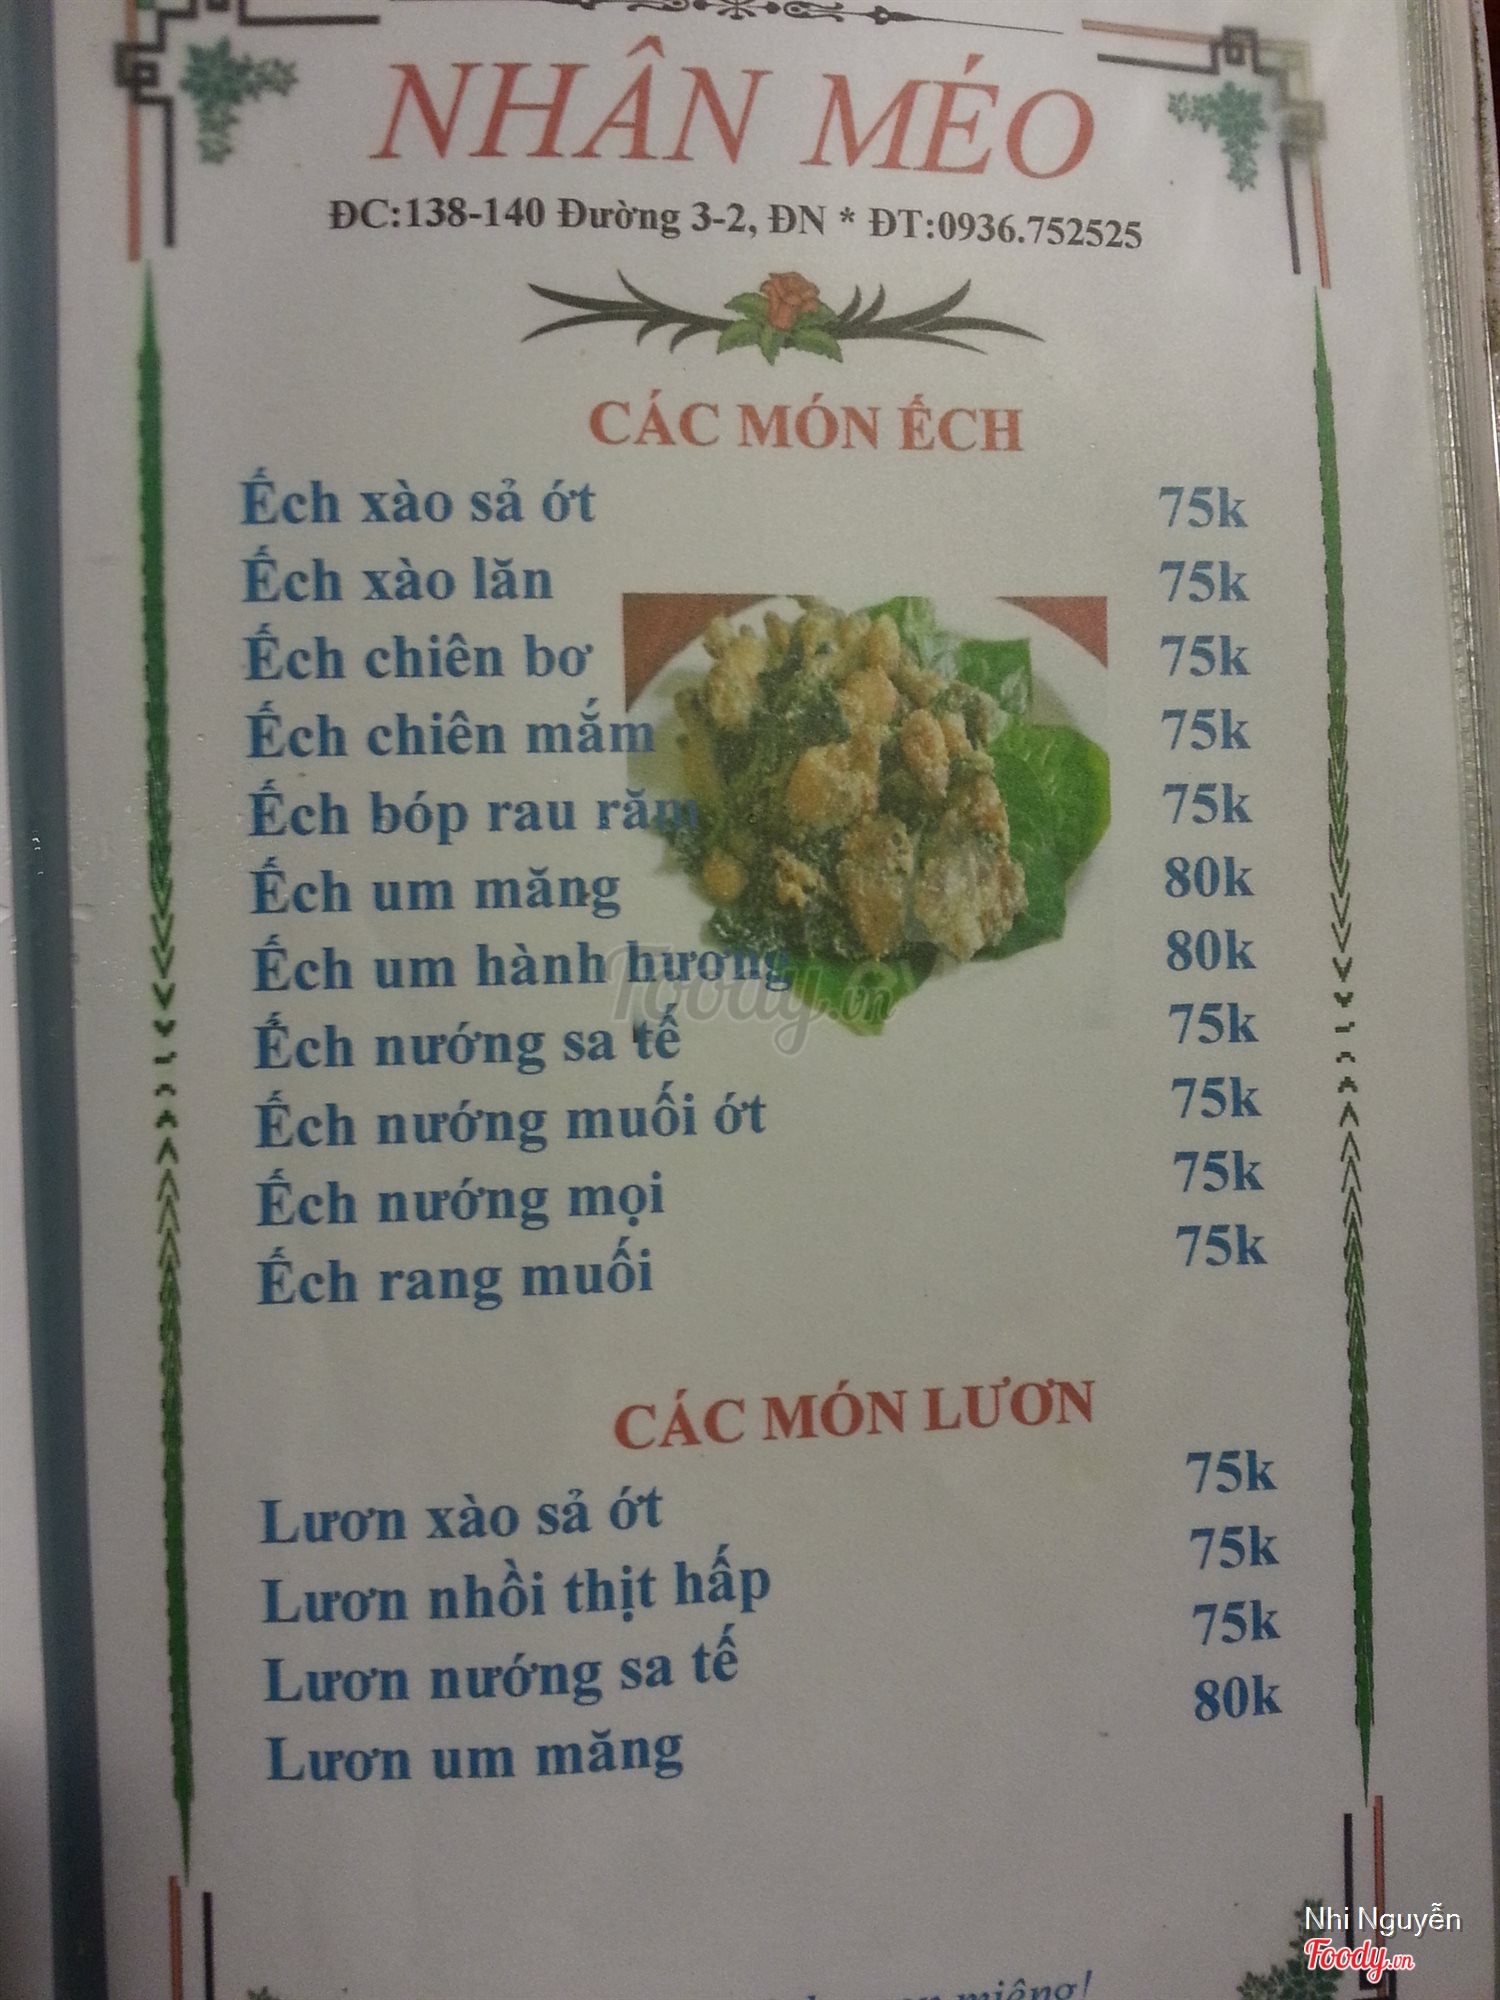 NHÂN MÉO
ĐC:138-140 Đường 3-2, ĐN * ĐT:0936.752525
CÁC MÓN ẾCH
Ếch xào sả ớt 75k
Ếch xào lăn 75k
Ếch chiên bơ 75k
Ếch chiên mắm 75k
Ếch bóp rau răm 75k
Ếch um măng 80k
Ếch um hành hương 80k
Ếch nướng sa tế 75k
Ếch nướng muối ớt 75k
Ếch nướng mọi 75k
Ếch rang muối 75k
Foody.vn
CÁC MÓN LƯƠN
Lươn xào sả ớt 75k
Lươn nhồi thịt hấp 75k
Lươn nướng sa tế 75k
Lươn um măng 80k
miệng!
Nhi Nguyễn
Foody.vn